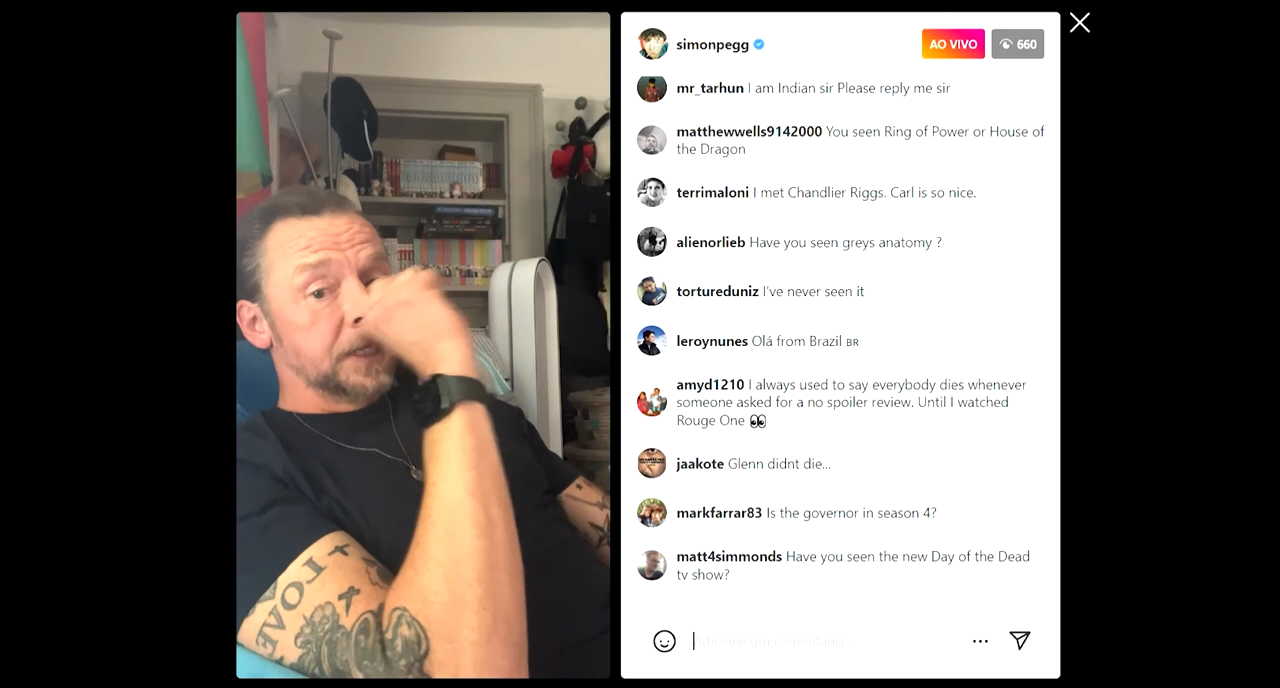 simonpegg
AO VIVO
660
mr_tarhun I am Indian sir Please reply me sir
matthewwells9142000 You seen Ring of Power or House of
the Dragon
terrimaloni I met Chandlier Riggs. Carl is so nice.
alienorlieb Have you seen greys anatomy ?
tortureduniz I've never seen it
leroynunes Olá from Brazil BR
amyd1210 I always used to say everybody dies whenever
someone asked for a no spoiler review. Until I watched
Rouge One 👀
jaakote Glenn didnt die...
markfarrar83 Is the governor in season 4?
matt4simmonds Have you seen the new Day of the Dead
tv show?
LOVE